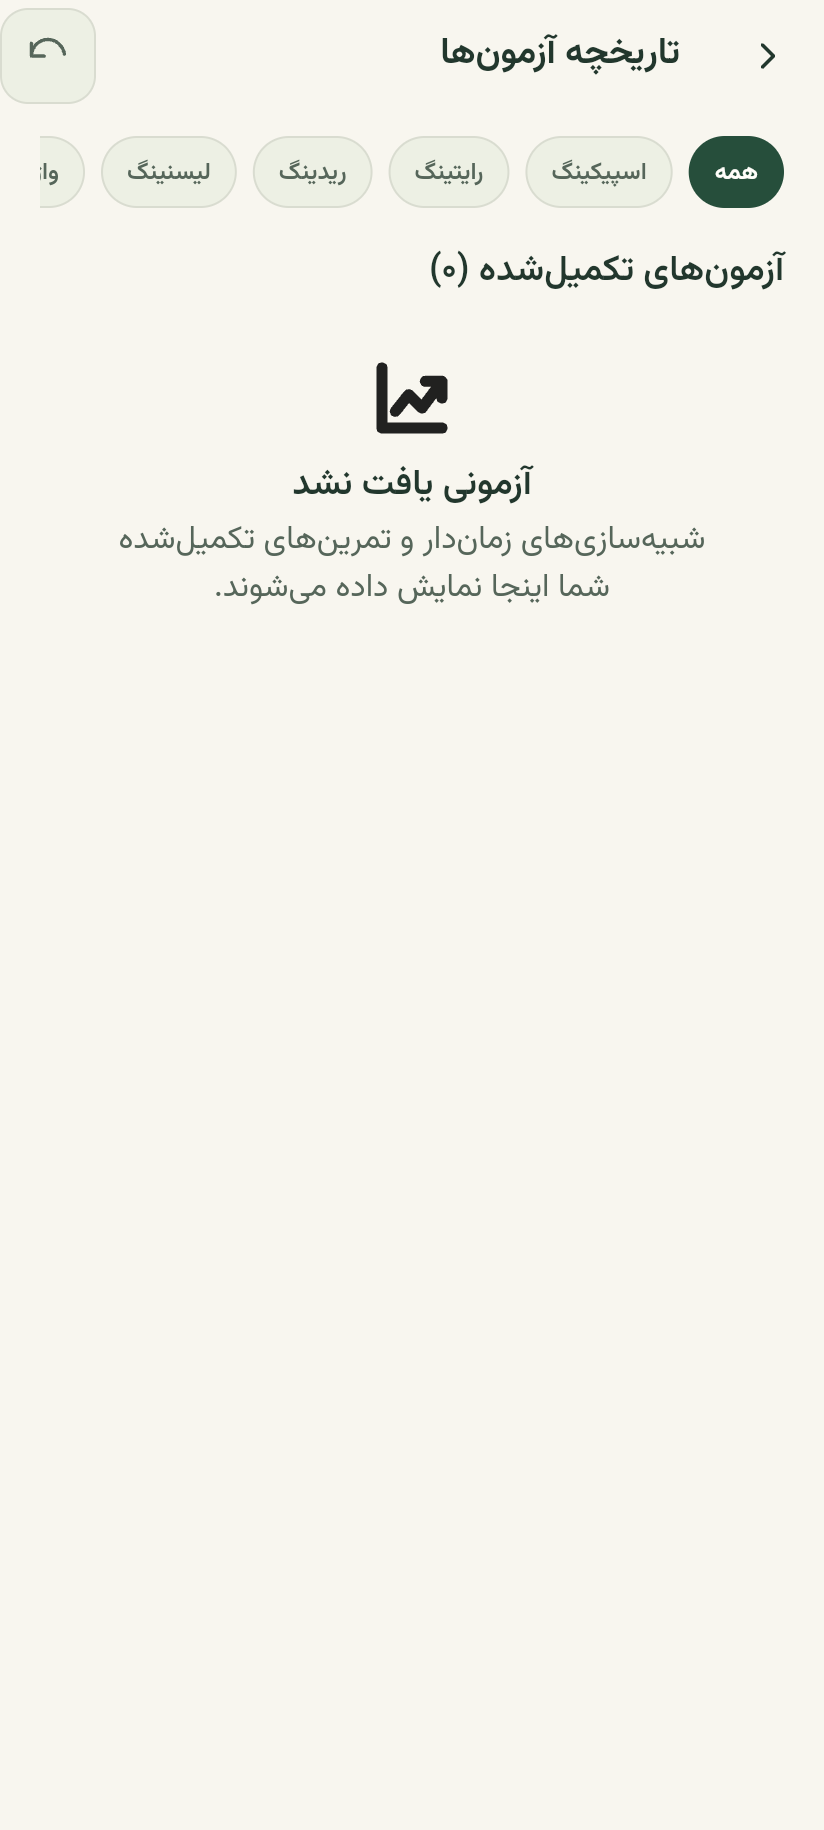 تاریخچه آزمون‌ها
همه
اسپیکینگ
رایتینگ
ریدینگ
لیسنینگ
آزمون‌های تکمیل‌شده (۰)
آزمونی یافت نشد
شبیه‌سازی‌های زمان‌دار و تمرین‌های تکمیل‌شده
شما اینجا نمایش داده می‌شوند.